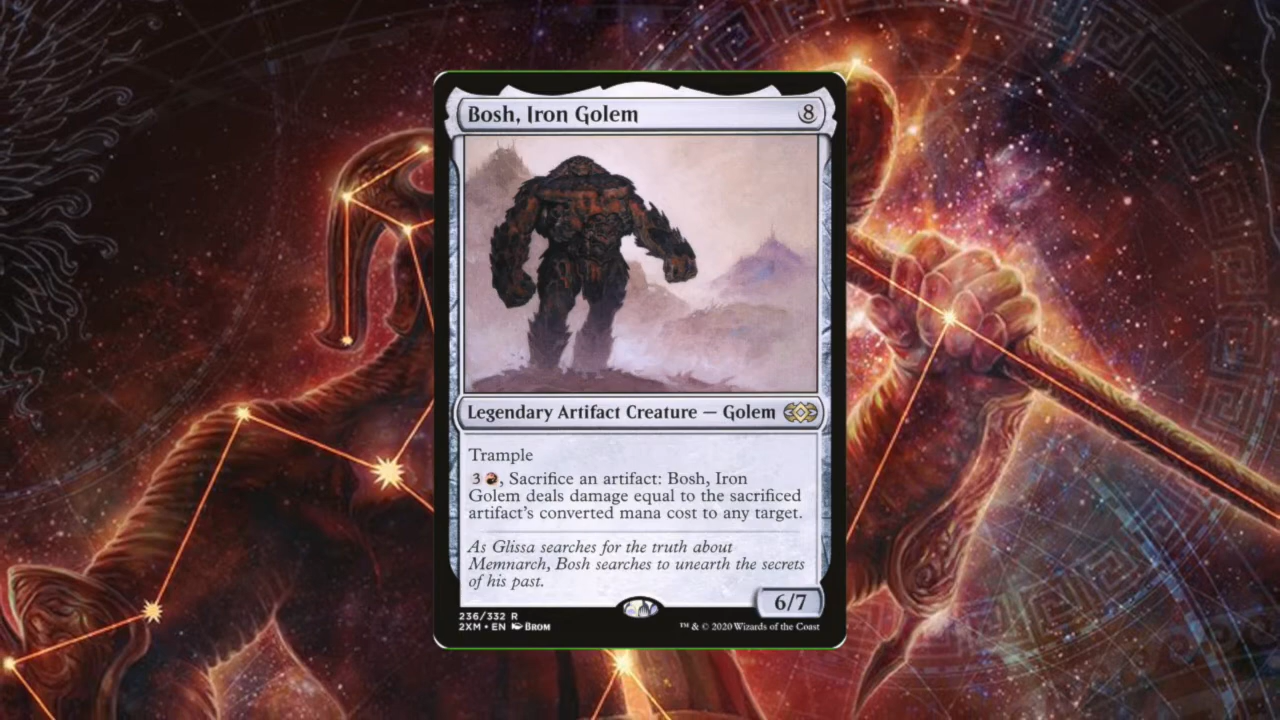 Bosh, Iron Golem 8
Legendary Artifact Creature — Golem
Trample
3 , Sacrifice an artifact: Bosh, Iron
Golem deals damage equal to the sacrificed
artifact's converted mana cost to any target.
As Glissa searches for the truth about
Memnarch, Bosh searches to unearth the secrets
of his past.
6/7
236/332 R
2XM • EN Brom
™ & © 2020 Wizards of the Coast